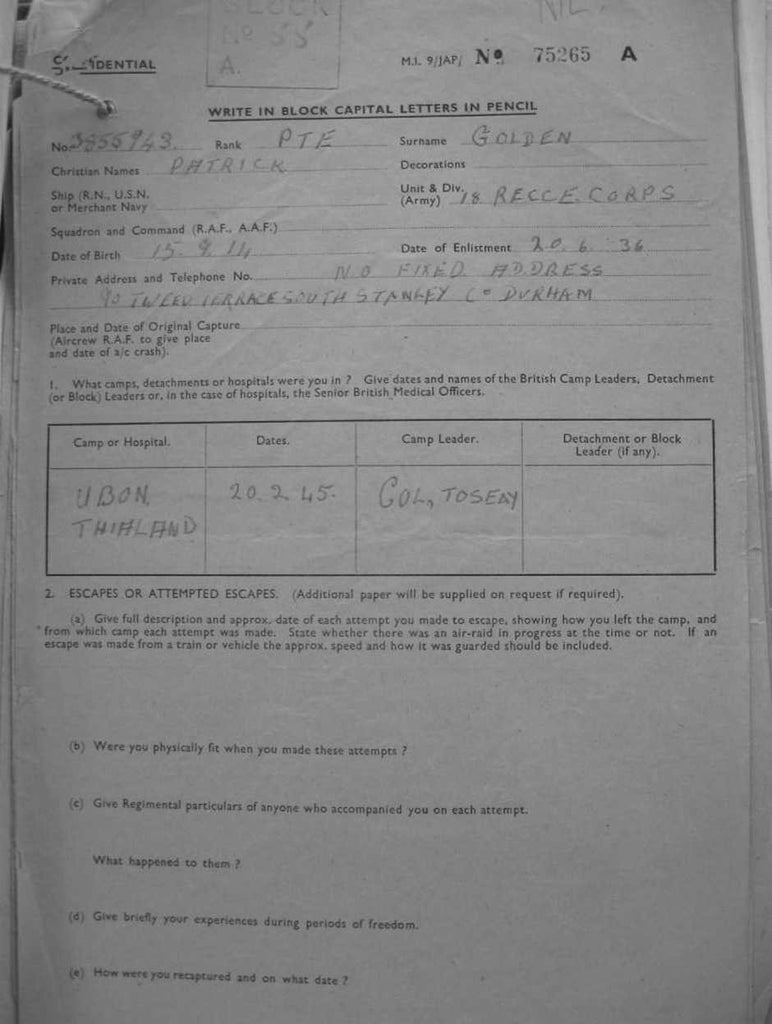 BLOCK NIL.
No 55
A.
CONFIDENTIAL M.I. 9/JAP/ No 75265 A
WRITE IN BLOCK CAPITAL LETTERS IN PENCIL
No. 3855943. Rank PTE Surname GOLDEN
Christian Names PATRICK Decorations
Ship (R.N., U.S.N. or Merchant Navy Unit & Div. (Army) 18 RECCE. CORPS
Squadron and Command (R.A.F., A.A.F.)
Date of Birth 15. 9. 14 Date of Enlistment 20. 6. 36
Private Address and Telephone No. NO FIXED ADDRESS
TERRACE SOUTH STANLEY Co DURHAM
Place and Date of Original Capture
(Aircrew R.A.F. to give place
and date of a/c crash).
1. What camps, detachments or hospitals were you in ? Give dates and names of the British Camp Leaders, Detachment
(or Block) Leaders or, in the case of hospitals, the Senior British Medical Officers.
Camp or Hospital. Dates. Camp Leader. Detachment or Block
Leader (if any).
UBON 20. 2. 45. COL, TOSEAY
THIALAND
2. ESCAPES OR ATTEMPTED ESCAPES. (Additional paper will be supplied on request if required).
(a) Give full description and approx. date of each attempt you made to escape, showing how you left the camp, and
from which camp each attempt was made. State whether there was an air-raid in progress at the time or not. If an
escape was made from a train or vehicle the approx. speed and how it was guarded should be included.
(b) Were you physically fit when you made these attempts ?
(c) Give Regimental particulars of anyone who accompanied you on each attempt.
What happened to them ?
(d) Give briefly your experiences during periods of freedom.
(e) How were you recaptured and on what date ?